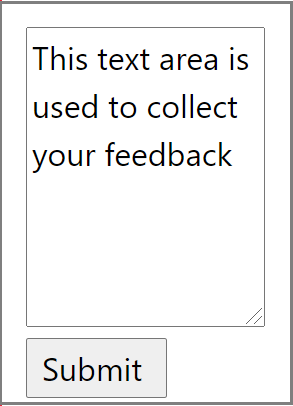 This text area is
used to collect
your feedback
Submit